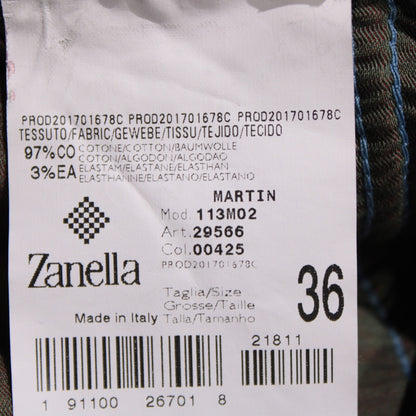 PROD201701678C PROD201701678C PROD201701678C
TESSUTO/FABRIC/GEWEBE/TISSU/TEJIDO/TECIDO
97%CO COTONE/COTTON/BAUMWOLLE
COTON/ALGODON/ALGODAO
3%EA ELASTAM/ELASTANE/ELASTHAN
ELASTHANNE/ELASTANO/ELASTANO
MARTIN
Mod. 113M02
Art. 29566
Col. 00425
PROD201701678C
Zanella
Taglia/Size
Grosse/Taille
Talla/Tamanho
36
Made in Italy
21811
1 91100 26701 8